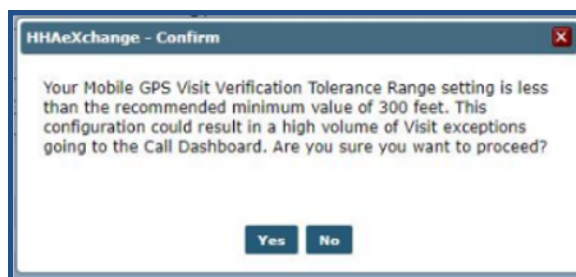 HHAeXchange - Confirm
Your Mobile GPS Visit Verification Tolerance Range setting is less
than the recommended minimum value of 300 feet. This
configuration could result in a high volume of Visit exceptions
going to the Call Dashboard. Are you sure you want to proceed?
Yes No